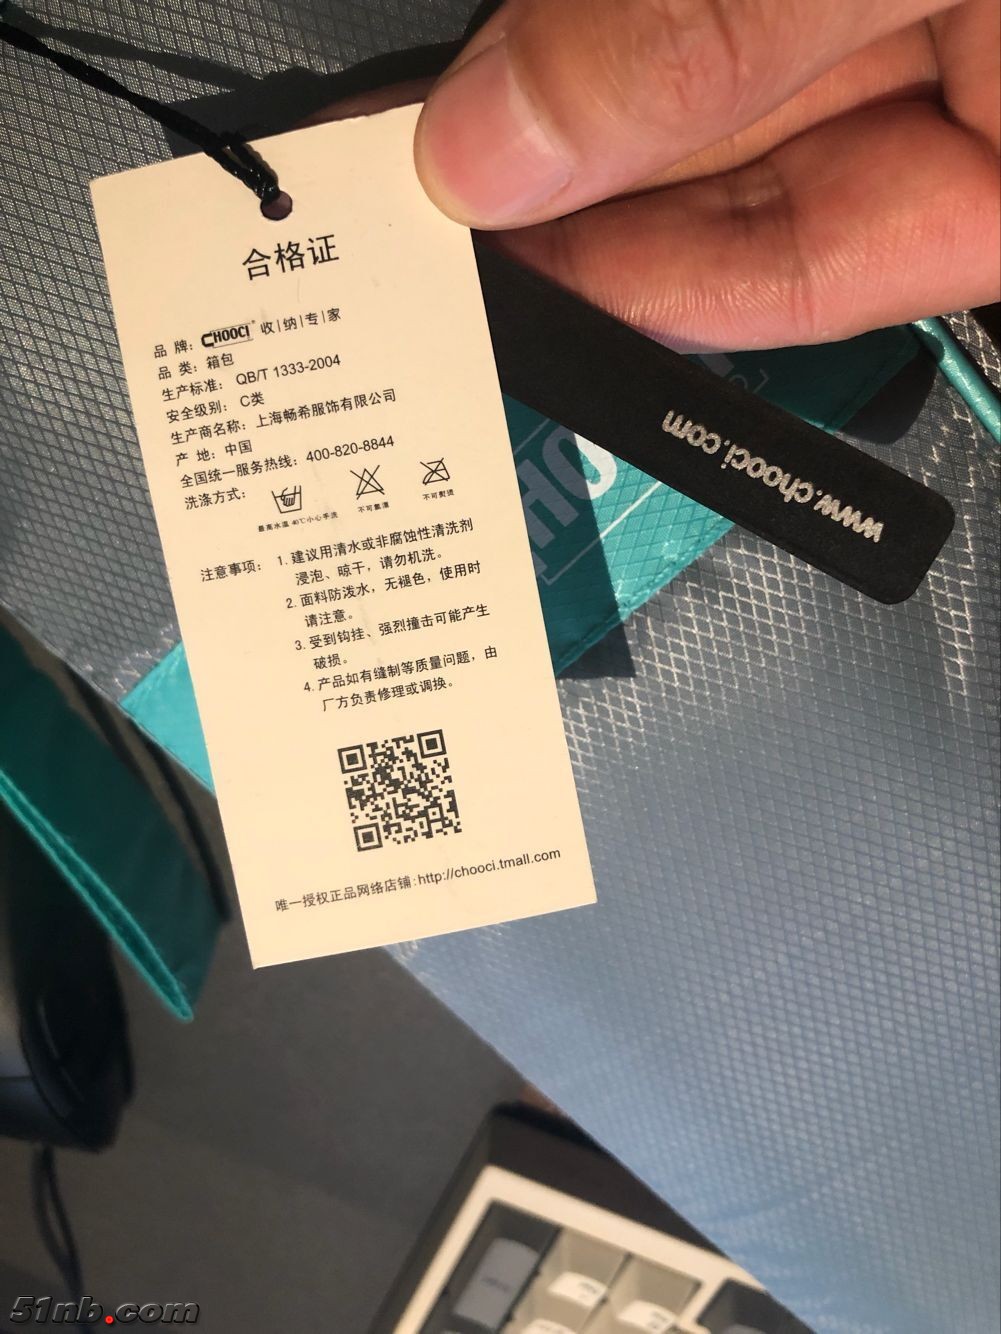 合格证
品 牌：CHOOCI® 收|纳|专|家
品 类：箱包
生产标准： QB/T 1333-2004
安全级别： C类
生产商名称：上海畅希服饰有限公司
产 地：中国
全国统一服务热线：400-820-8844
洗涤方式：
最高水温 40℃小心手洗 不可氯漂 不可熨烫
注意事项： 1. 建议用清水或非腐蚀性清洗剂
浸泡、晾干，请勿机洗。
2. 面料防泼水，无褪色，使用时
请注意。
3. 受到钩挂、强烈撞击可能产生
破损。
4. 产品如有缝制等质量问题，由
厂方负责修理或调换。
唯一授权正品网络店铺:http://chooci.tmall.com
www.chooci.com
HO
51nb.com